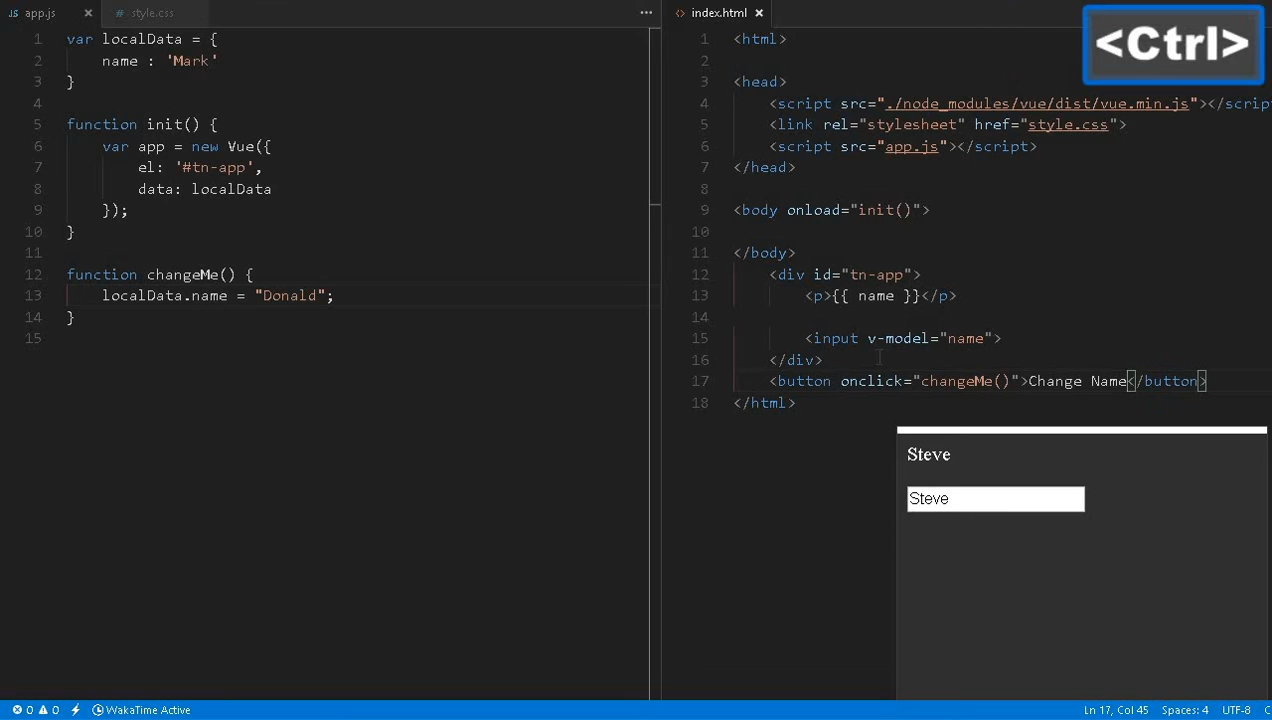 app.js
style.css
index.html
<Ctrl>
1 var localData = {
2 name : 'Mark'
3 }
4
5 function init() {
6 var app = new Vue({
7 el: '#tn-app',
8 data: localData
9 });
10 }
11
12 function changeMe() {
13 localData.name = "Donald";
14 }
15
1 <html>
2
3 <head>
4 <script src="./node_modules/vue/dist/vue.min.js"></scrip
5 <link rel="stylesheet" href="style.css">
6 <script src="app.js"></script>
7 </head>
8
9 <body onload="init()">
10
11 </body>
12 <div id="tn-app">
13 <p>{{ name }}</p>
14
15 <input v-model="name">
16 </div>
17 <button onclick="changeMe()">Change Name</button>
18 </html>
Steve
Steve
0 0 WakaTime Active Ln 17, Col 45 Spaces: 4 UTF-8 C